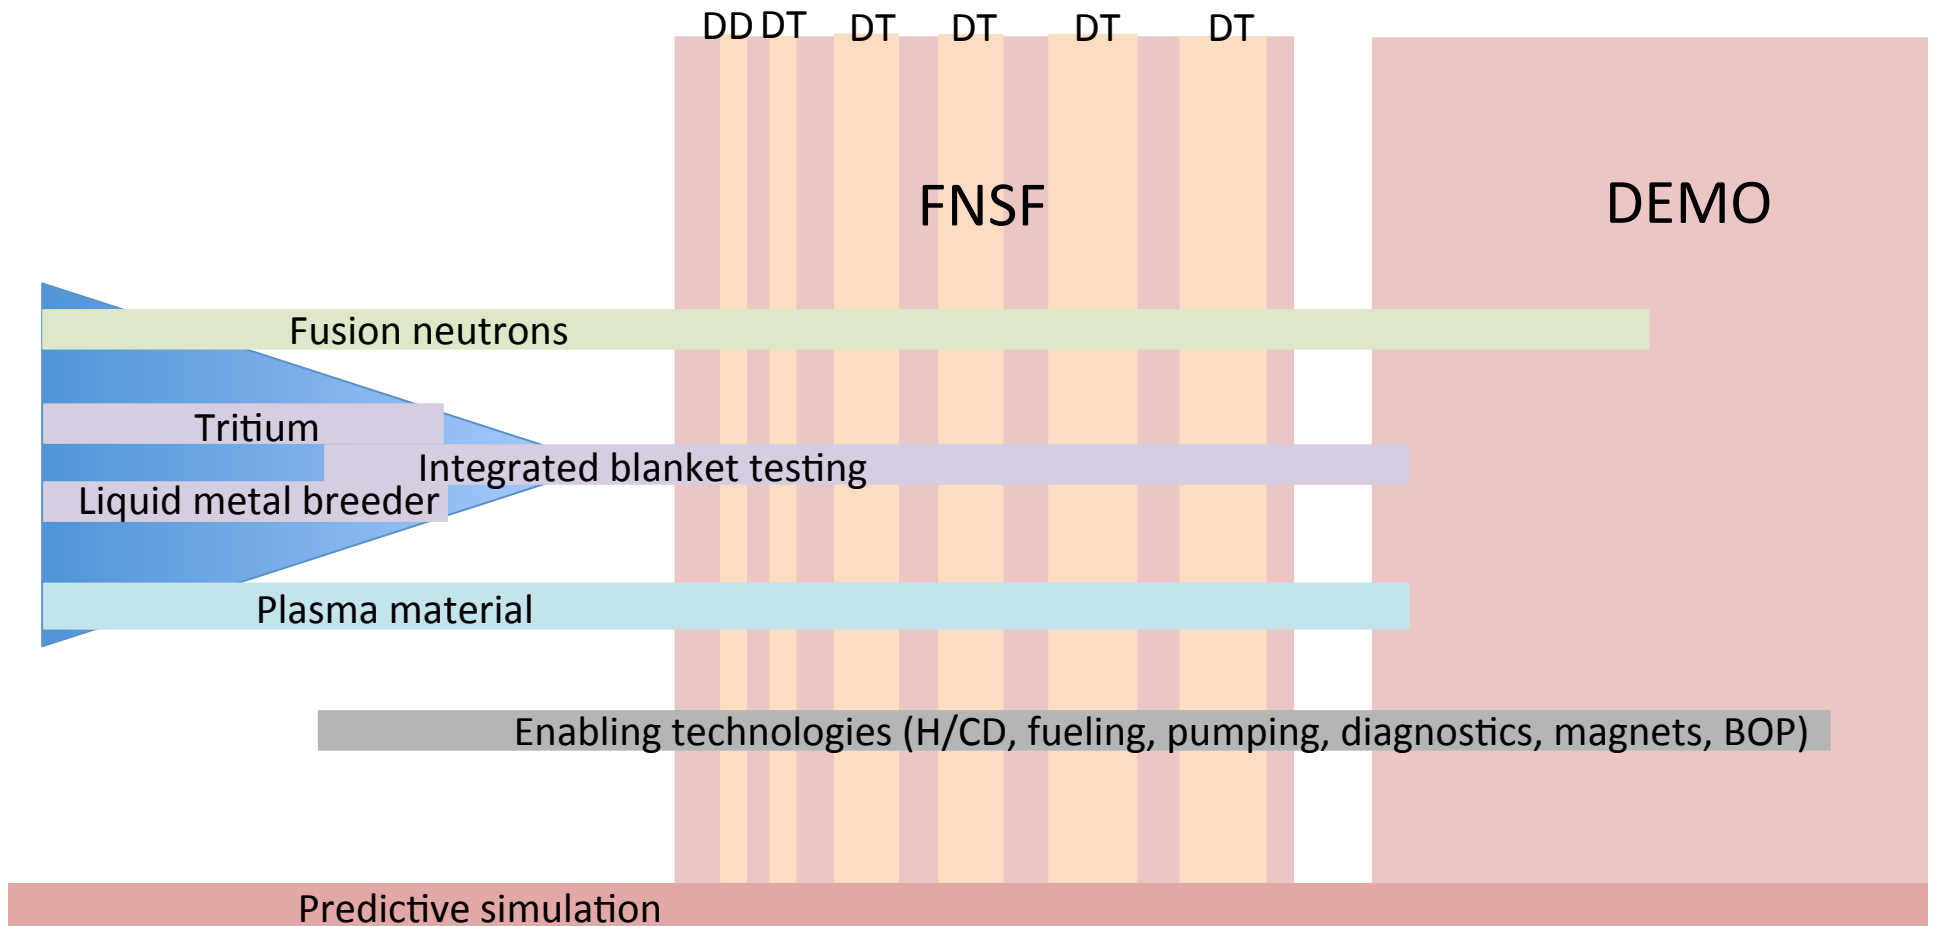 DD DT DT DT DT DT
FNSF
DEMO
Fusion neutrons
Tritium
Integrated blanket testing
Liquid metal breeder
Plasma material
Enabling technologies (H/CD, fueling, pumping, diagnostics, magnets, BOP)
Predictive simulation